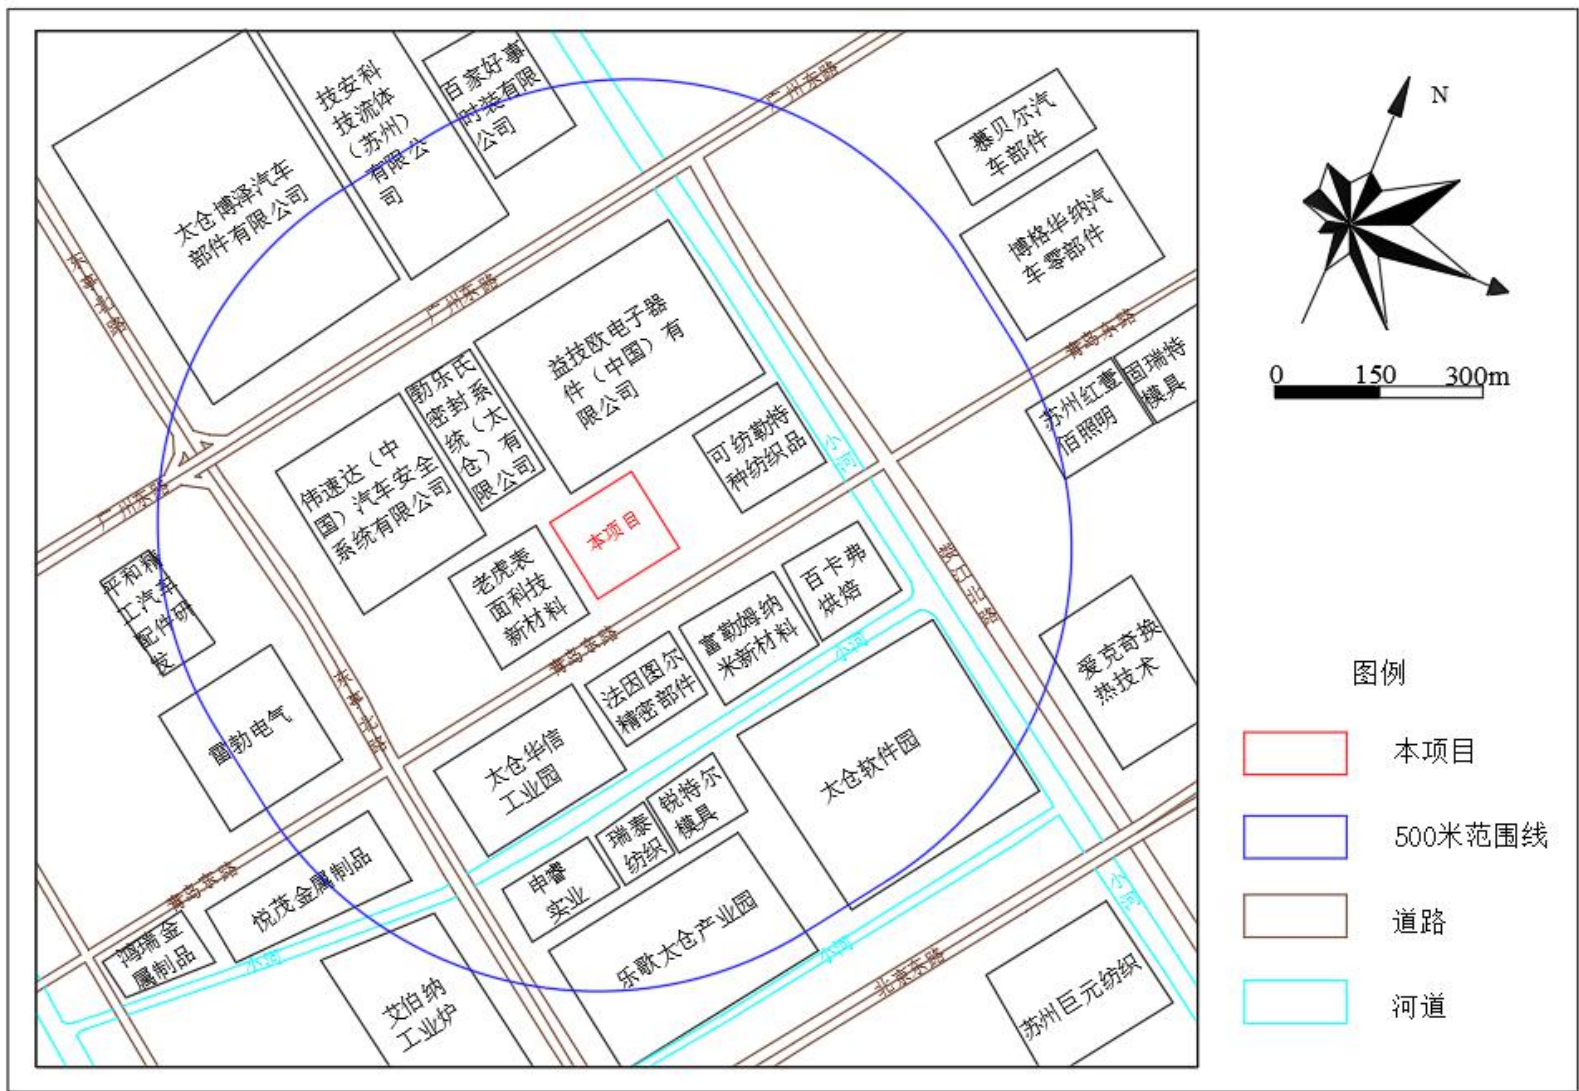 技安科
技流体
（苏州）
有限公
司
百家好事
时装有限
公司
广州东路
N
慕贝尔汽
车部件
太仓博泽汽车
部件有限公司
博格华纳汽
车零部件
东亭北路
广州东路
青岛东路
0 150 300m
益技欧电子器
件（中国）有
限公司
勃乐氏
密封系
统（太
仓）有
限公司
固瑞特
模具
苏州红壹
佰照明
可纺勒特
种纺织品
小河
伟速达（中
国）汽车安全
系统有限公司
广州东路
本项目
老虎表
面科技
新材料
平和精
工汽车
配件研
发
百卡弗
烘焙
富勒姆纳
米新材料
青岛东路
小河
法因图尔
精密部件
爱克奇换
热技术
东亭北路
雷勃电气
太仓华信
工业园
太仓软件园
图例
本项目
锐特尔
模具
瑞泰
纺织
500米范围线
申馨
实业
青岛东路
悦茂金属制品
小河
鸿瑞金
属制品
小河
乐歌太仓产业园
小河
道路
北京东路
艾伯纳
工业炉
苏州巨元纺织
河道